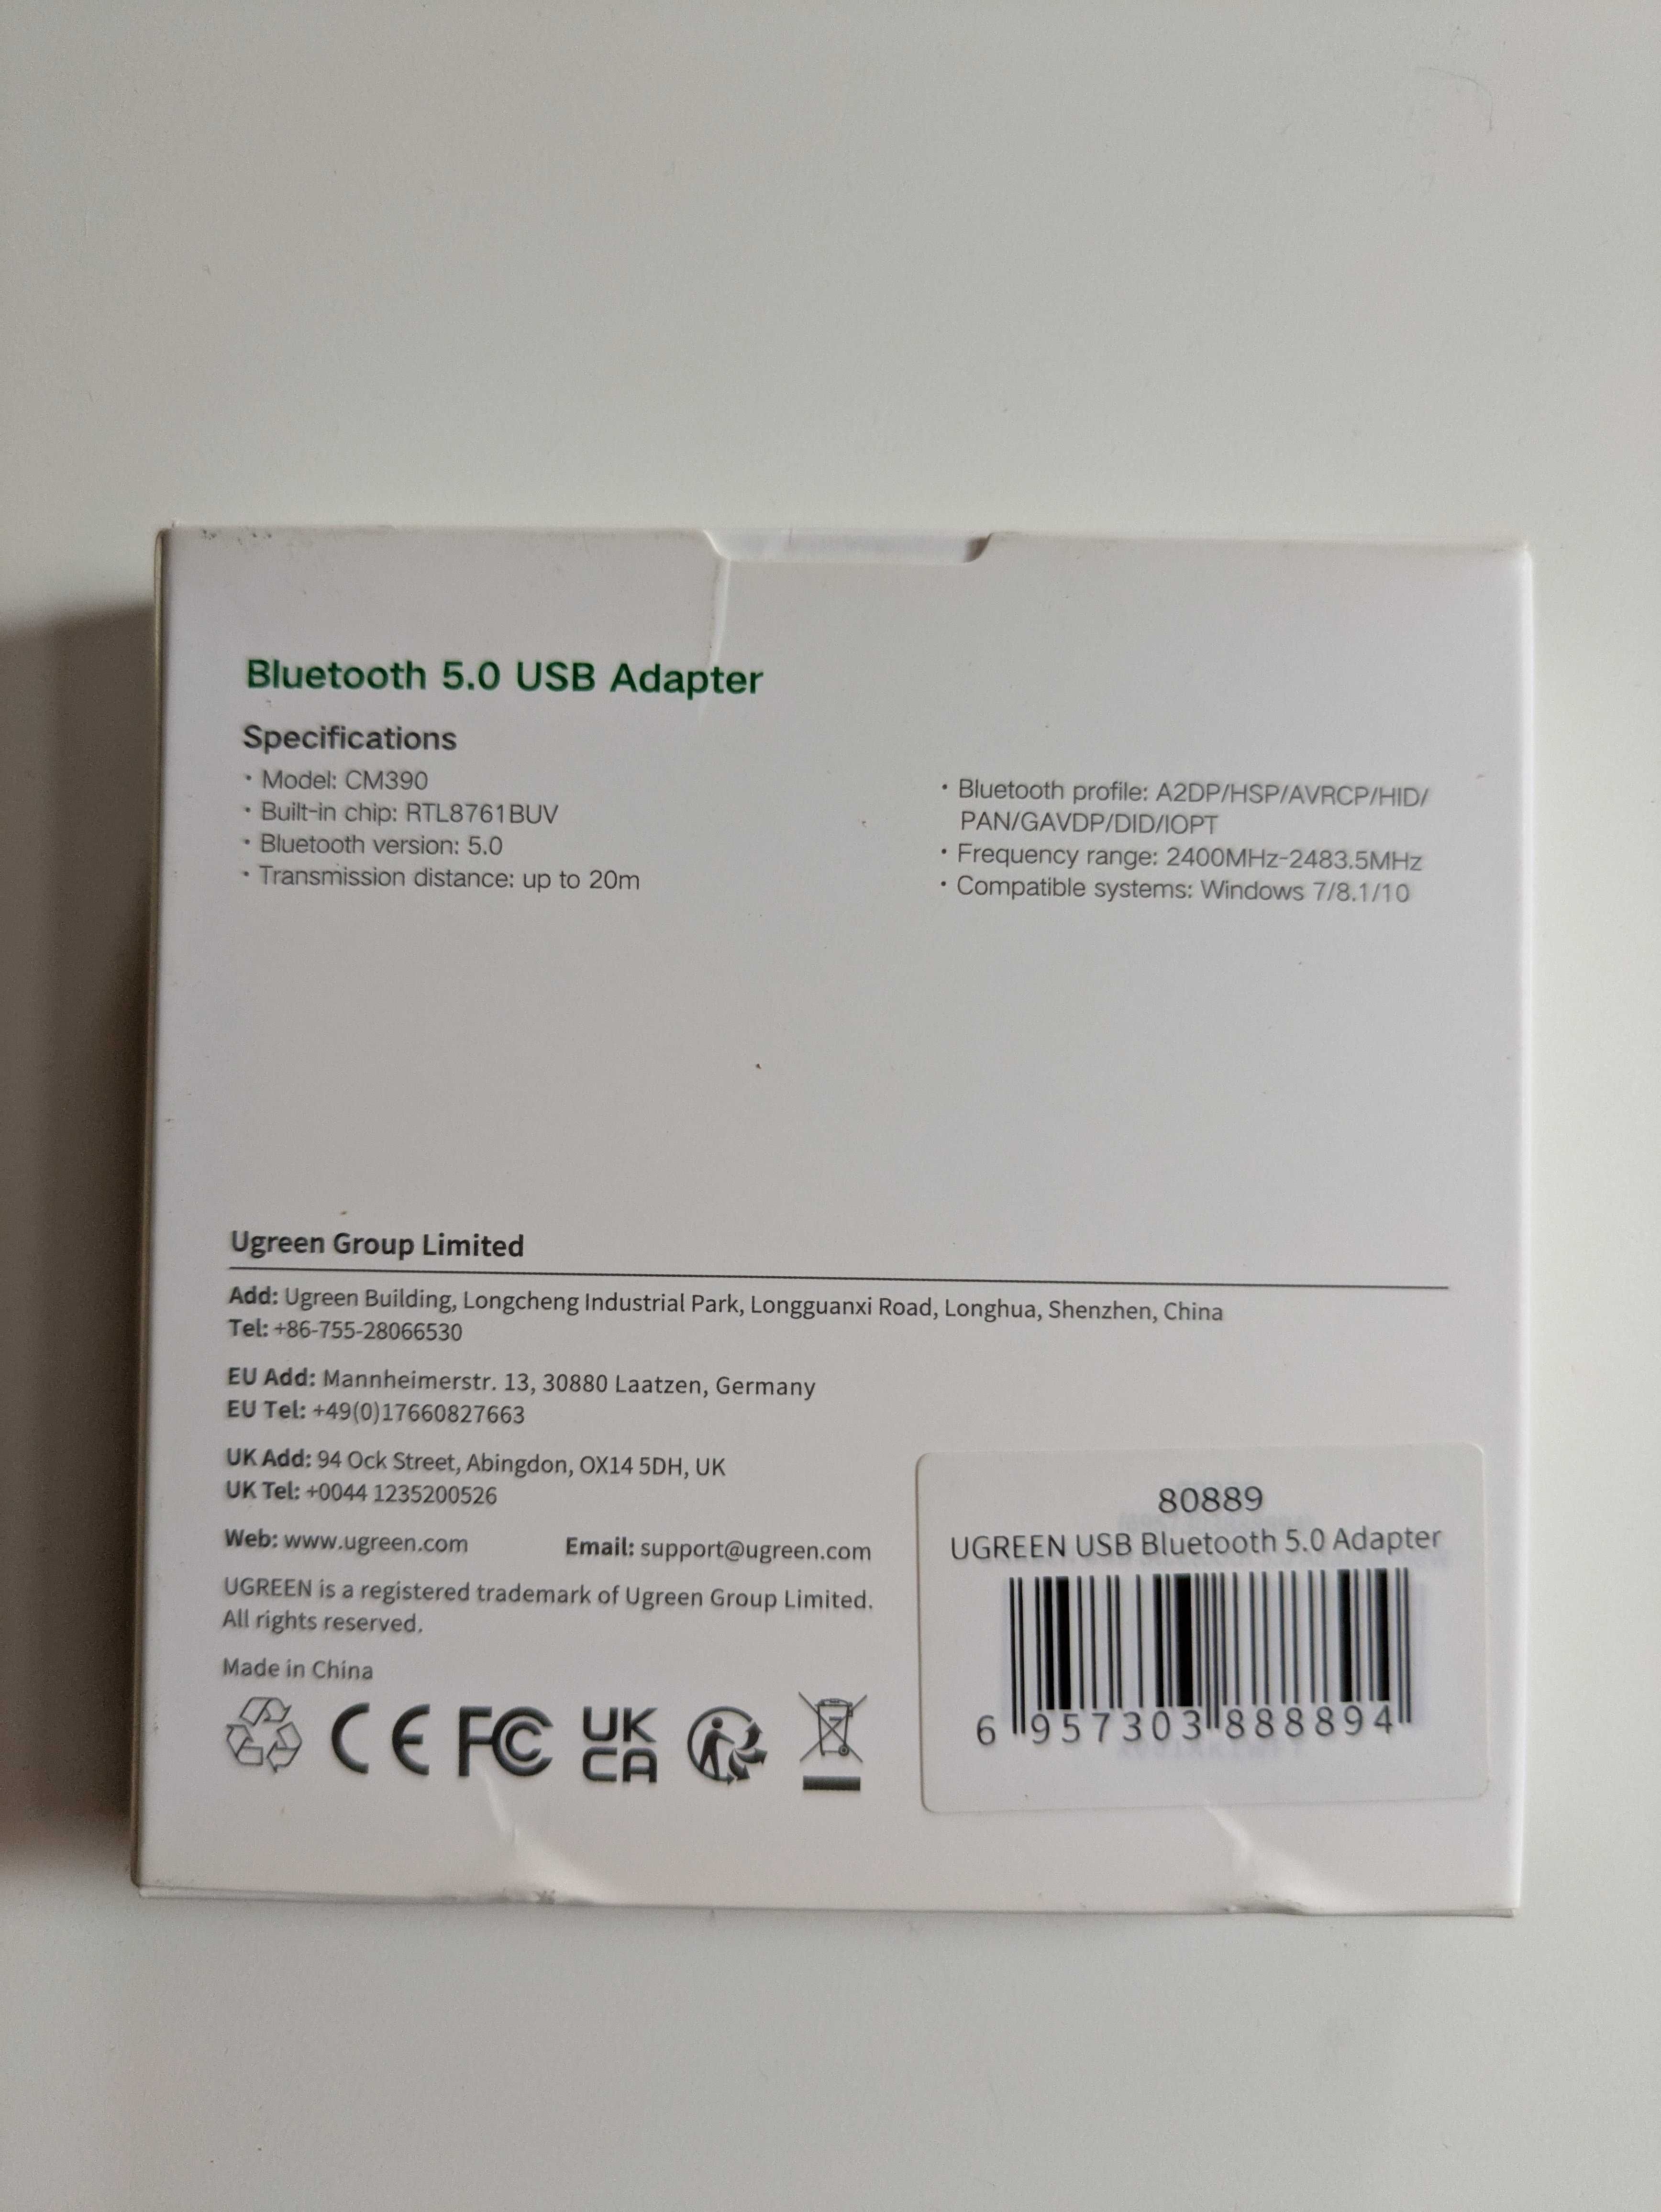 Bluetooth 5.0 USB Adapter
Specifications
· Model: CM390
· Built-in chip: RTL8761BUV
· Bluetooth version: 5.0
· Transmission distance: up to 20m
· Bluetooth profile: A2DP/HSP/AVRCP/HID/
PAN/GAVDP/DID/IOPT
· Frequency range: 2400MHz-2483.5MHz
· Compatible systems: Windows 7/8.1/10
Ugreen Group Limited
Add: Ugreen Building, Longcheng Industrial Park, Longguanxi Road, Longhua, Shenzhen, China
Tel: +86-755-28066530
EU Add: Mannheimerstr. 13, 30880 Laatzen, Germany
EU Tel: +49(0)17660827663
UK Add: 94 Ock Street, Abingdon, OX14 5DH, UK
UK Tel: +0044 1235200526
Web: www.ugreen.com Email: support@ugreen.com
UGREEN is a registered trademark of Ugreen Group Limited.
All rights reserved.
Made in China
CE FC UK
CA
80889
UGREEN USB Bluetooth 5.0 Adapter
6 957303 888894